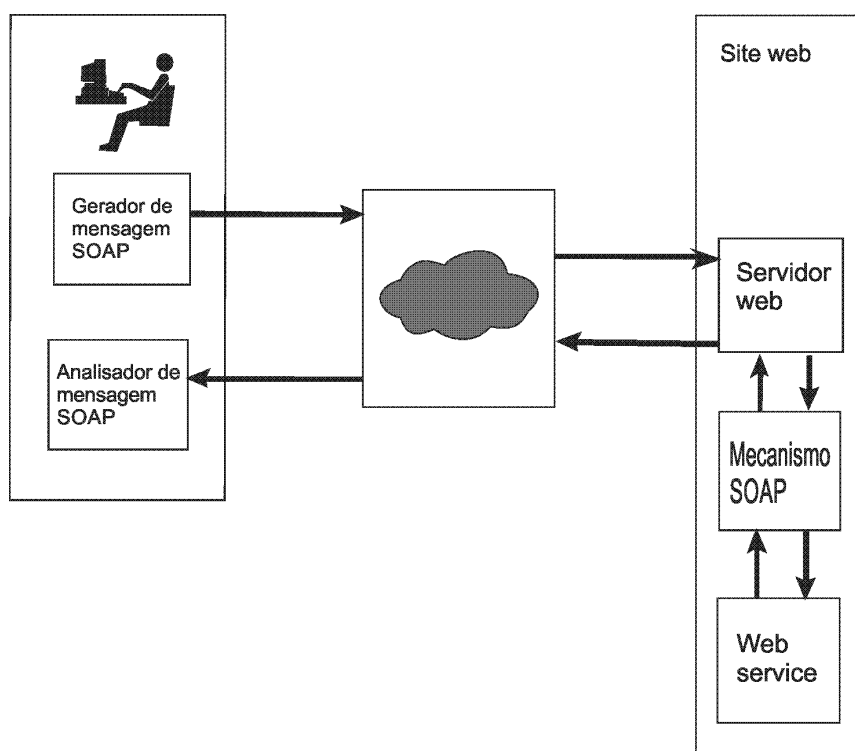 Site web
Gerador de
mensagem
SOAP
Servidor
web
Analisador de
mensagem
SOAP
Mecanismo
SOAP
Web
service